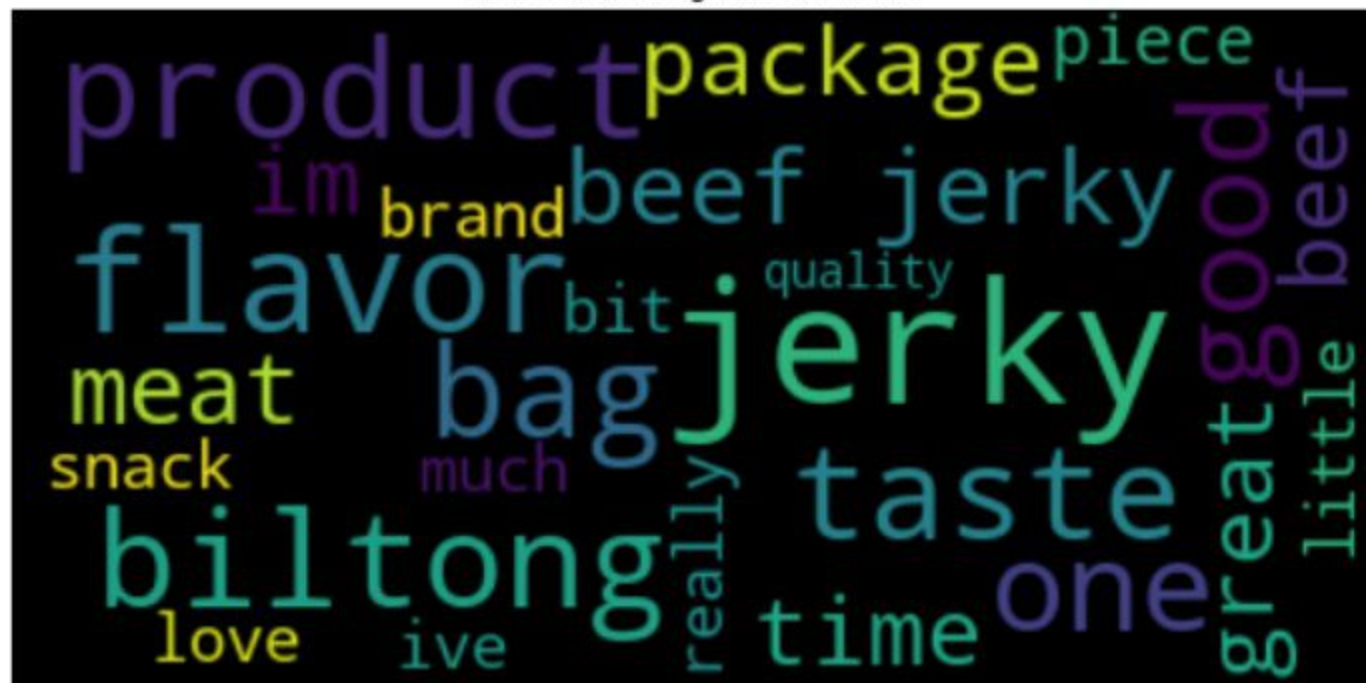 product
package
piece
im
brand
beef jerky
good
beef
flavor
bit
quality
jerky
meat
bag
snack
much
really
taste
great
little
biltong
one
love
ive
time